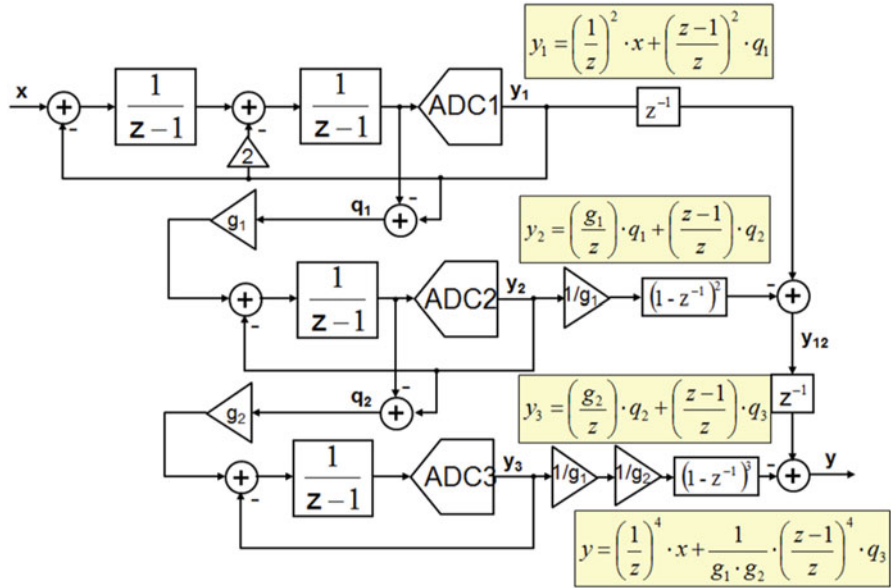 y₁ = (1/z)² · x + ((z−1)/z)² · q₁
x
+
-
1/(z−1)
+
-
2
1/(z−1)
ADC1
y₁
z⁻¹
g₁
q₁
-
+
y₂ = (g₁/z) · q₁ + ((z−1)/z) · q₂
+
-
1/(z−1)
ADC2
y₂
1/g₁
(1 - z⁻¹)²
-
+
y₁₂
g₂
q₂
-
+
y₃ = (g₂/z) · q₂ + ((z−1)/z) · q₃
z⁻¹
+
-
1/(z−1)
ADC3
y₃
1/g₁
1/g₂
(1 - z⁻¹)³
-
+
y
y = (1/z)⁴ · x + 1/(g₁ · g₂) · ((z−1)/z)⁴ · q₃